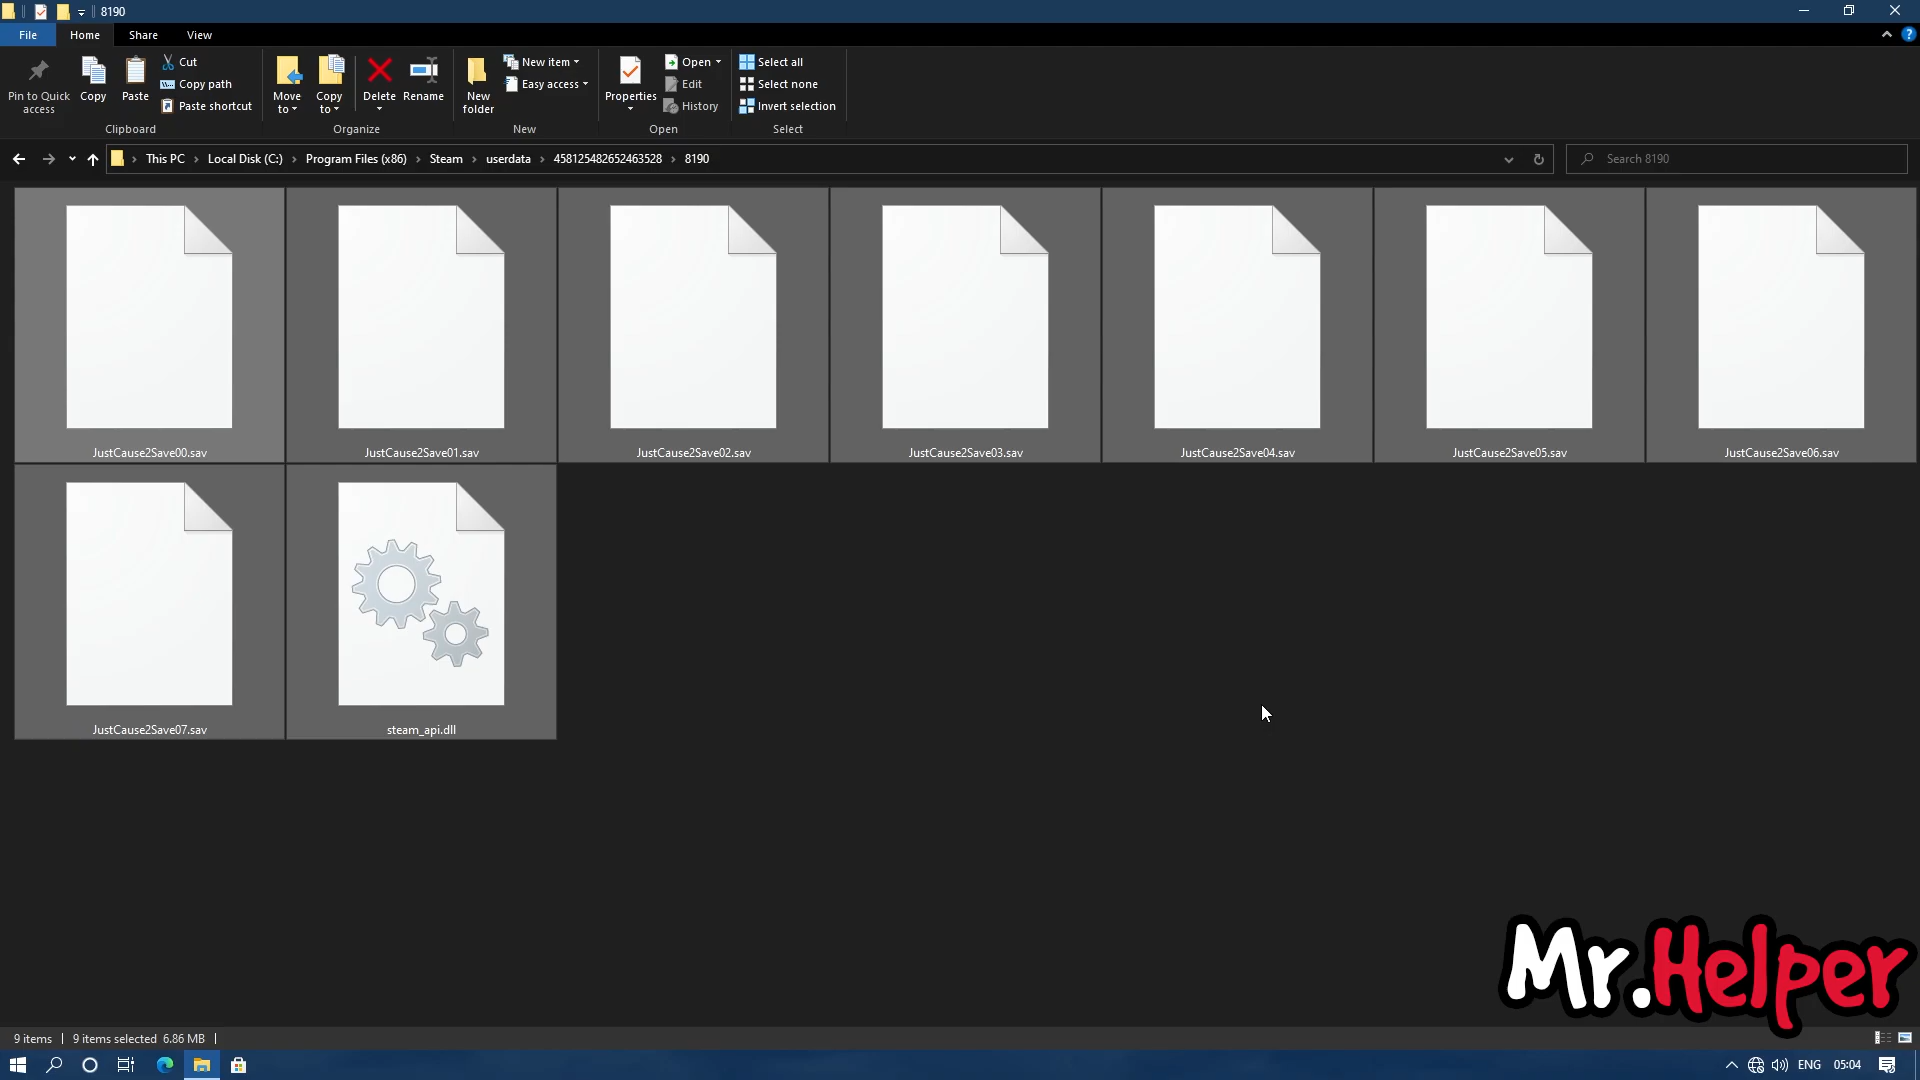 8190
File Home Share View
Pin to Quick access
Copy
Paste
Cut
Copy path
Paste shortcut
Clipboard
Move to
Copy to
Delete
Rename
Organize
New folder
New item
Easy access
New
Properties
Open
Edit
History
Open
Select all
Select none
Invert selection
Select
This PC › Local Disk (C:) › Program Files (x86) › Steam › userdata › 458125482652463528 › 8190
Search 8190
JustCause2Save00.sav
JustCause2Save01.sav
JustCause2Save02.sav
JustCause2Save03.sav
JustCause2Save04.sav
JustCause2Save05.sav
JustCause2Save06.sav
JustCause2Save07.sav
steam_api.dll
Mr.Helper
9 items | 9 items selected 6.86 MB |
ENG 05:04